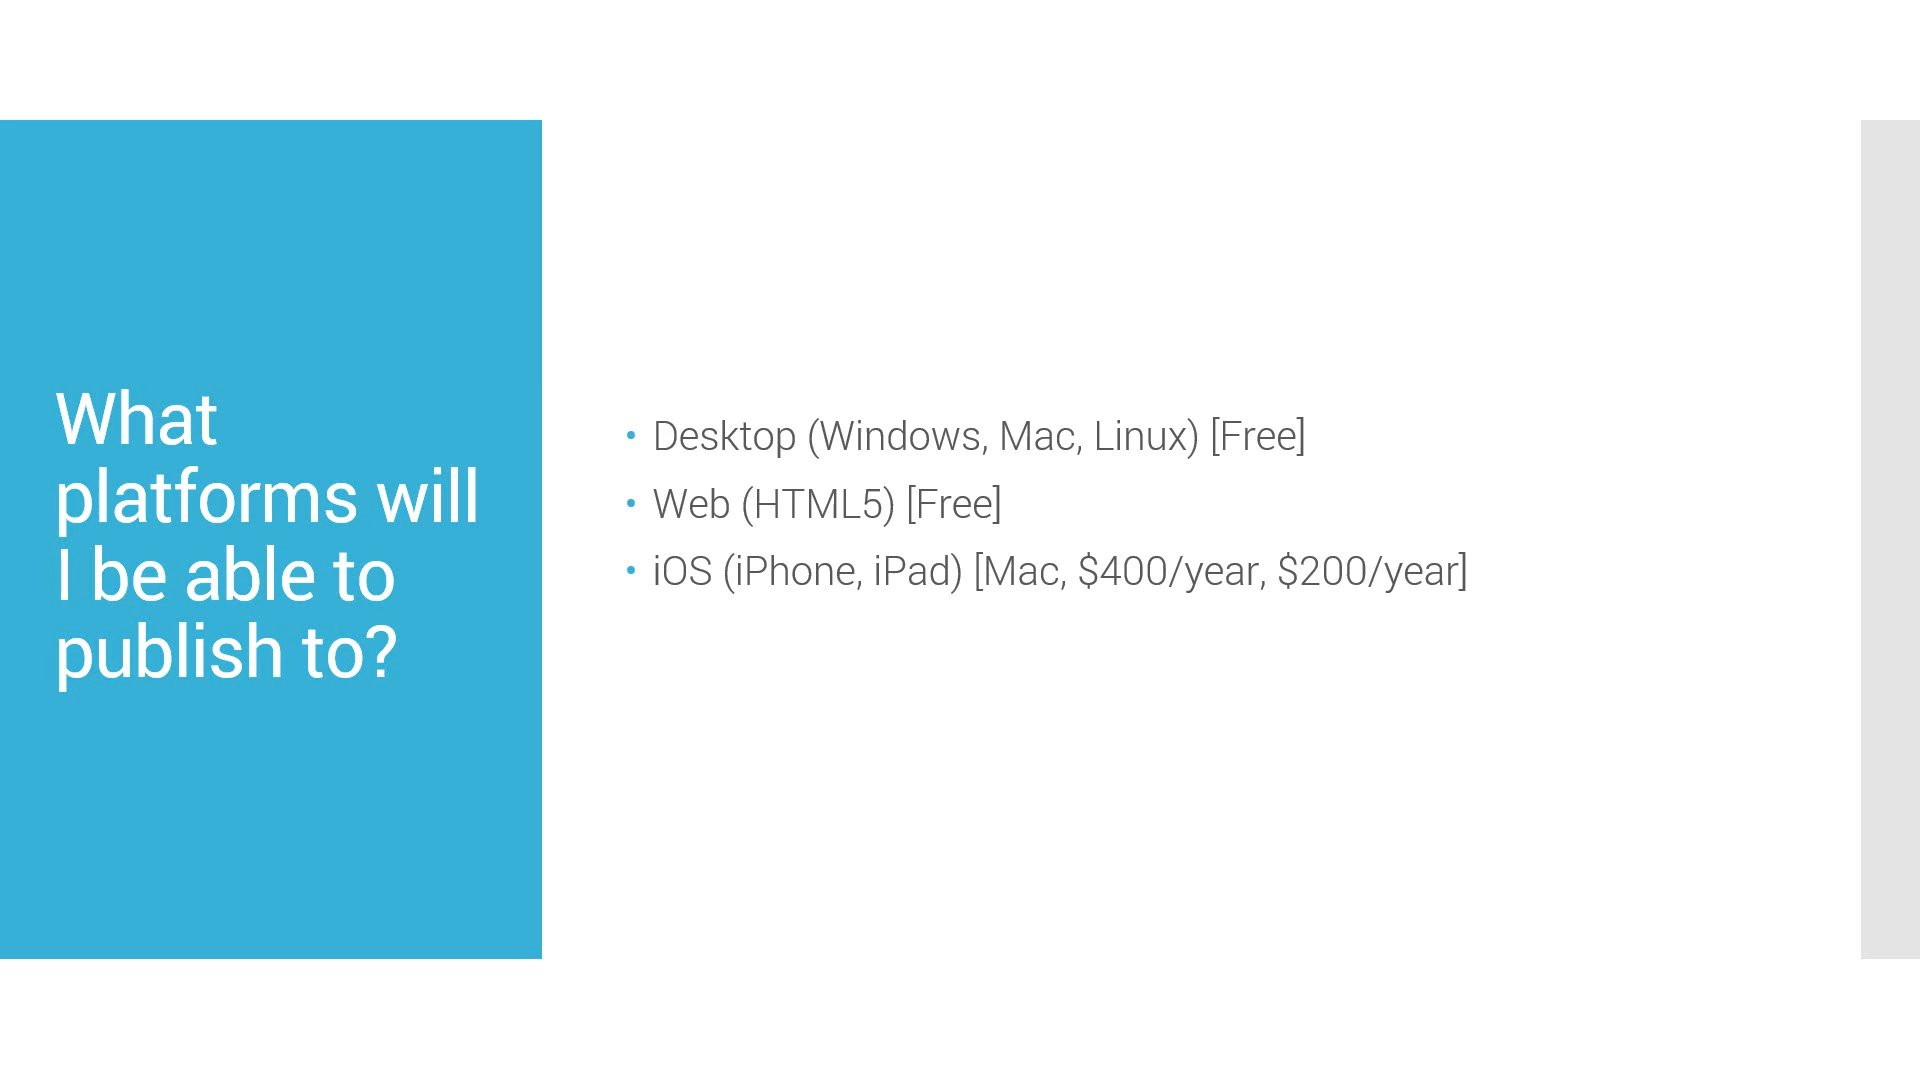 What
platforms will
I be able to
publish to?
• Desktop (Windows, Mac, Linux) [Free]
• Web (HTML5) [Free]
• iOS (iPhone, iPad) [Mac, $400/year, $200/year]